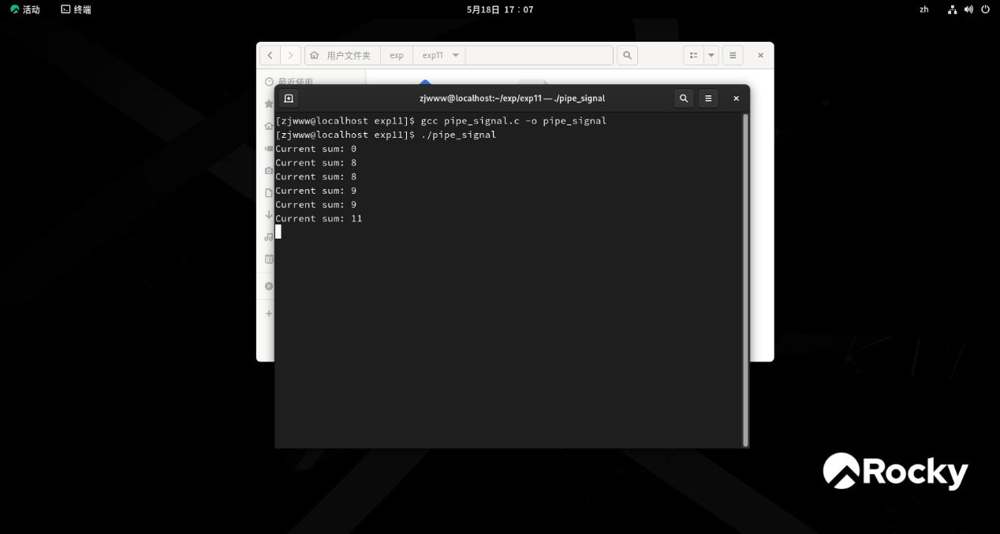 活动 终端 5月18日 17：07 zh
用户文件夹 exp exp11
最近使用
zjwww@localhost:~/exp/exp11 — ./pipe_signal
[zjwww@localhost exp11]$ gcc pipe_signal.c -o pipe_signal
[zjwww@localhost exp11]$ ./pipe_signal
Current sum: 0
Current sum: 8
Current sum: 8
Current sum: 9
Current sum: 9
Current sum: 11
Rocky